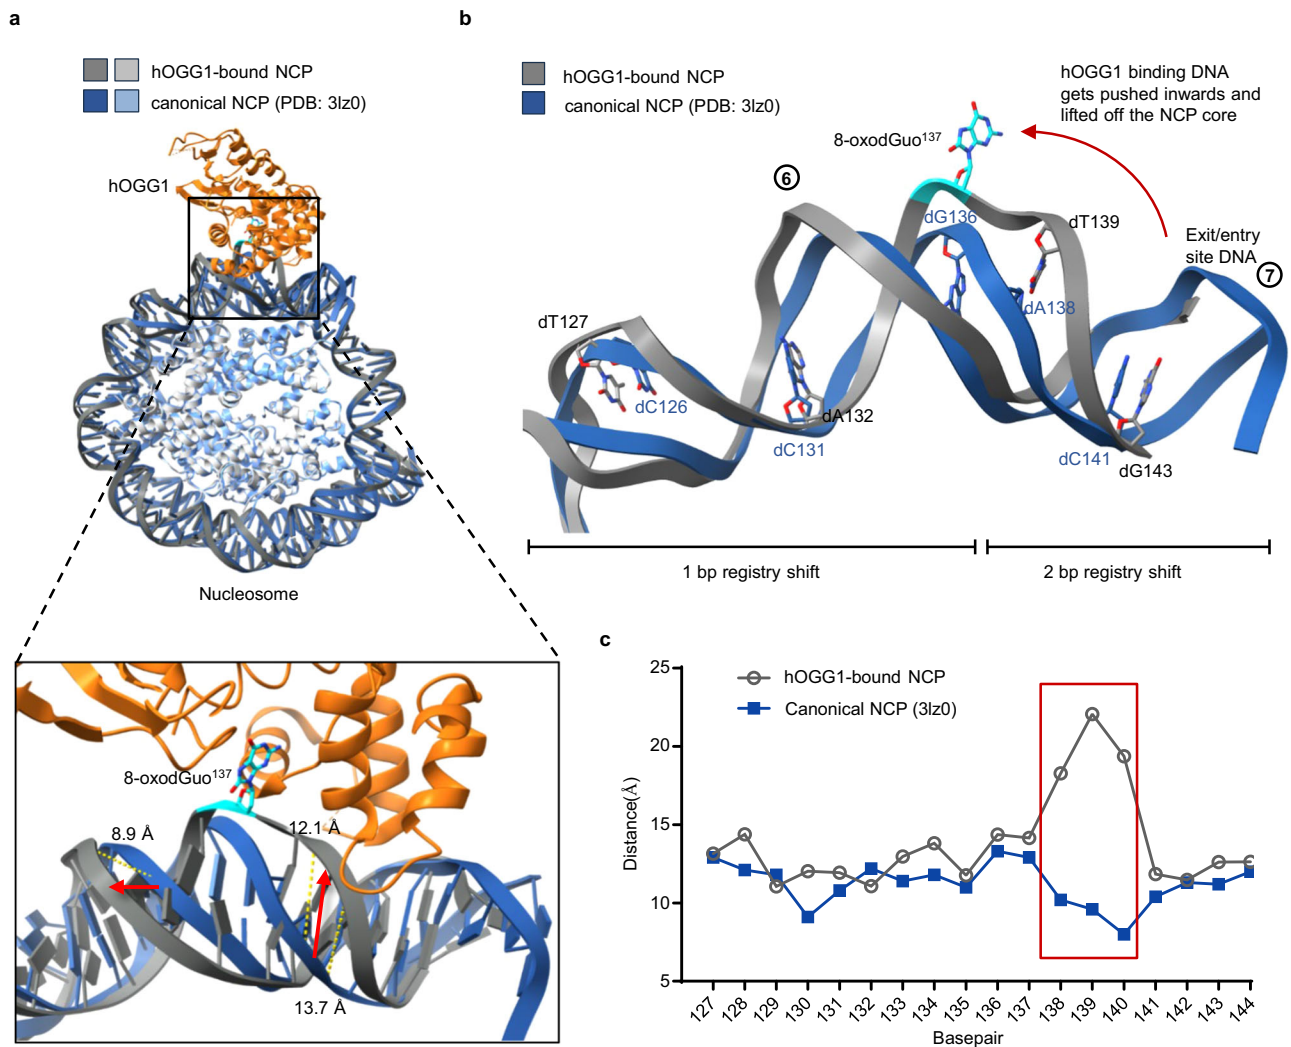 a
hOGG1-bound NCP
canonical NCP (PDB: 3lz0)
hOGG1
Nucleosome
8-oxodGuo¹³⁷
8.9 Å
12.1 Å
13.7 Å
b
hOGG1-bound NCP
canonical NCP (PDB: 3lz0)
hOGG1 binding DNA
gets pushed inwards and
lifted off the NCP core
8-oxodGuo¹³⁷
6
dG136
dT139
Exit/entry
site DNA
7
dA138
dT127
dC126
dA132
dC131
dC141
dG143
1 bp registry shift
2 bp registry shift
c
hOGG1-bound NCP
Canonical NCP (3lz0)
Distance(Å)
25
20
15
10
5
127 128 129 130 131 132 133 134 135 136 137 138 139 140 141 142 143 144
Basepair